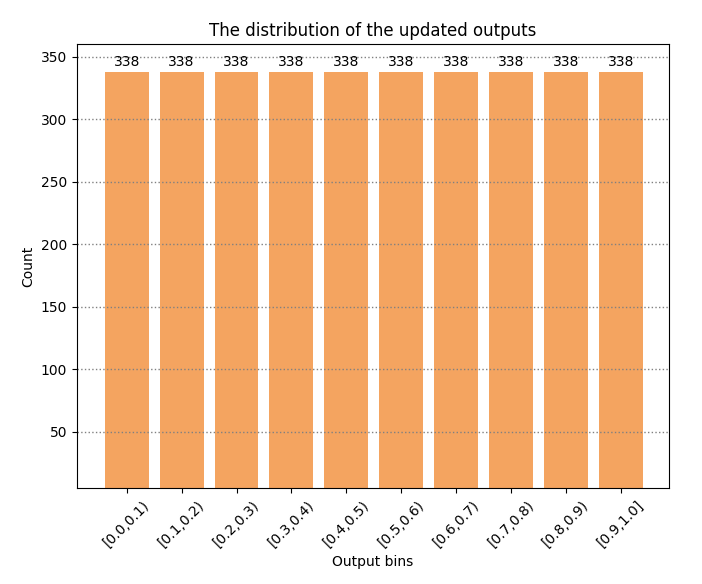 The distribution of the updated outputs
350
300
250
200
150
100
50
Count
338 338 338 338 338 338 338 338 338 338
[0.0,0.1) [0.1,0.2) [0.2,0.3) [0.3,0.4) [0.4,0.5) [0.5,0.6) [0.6,0.7) [0.7,0.8) [0.8,0.9) [0.9,1.0]
Output bins